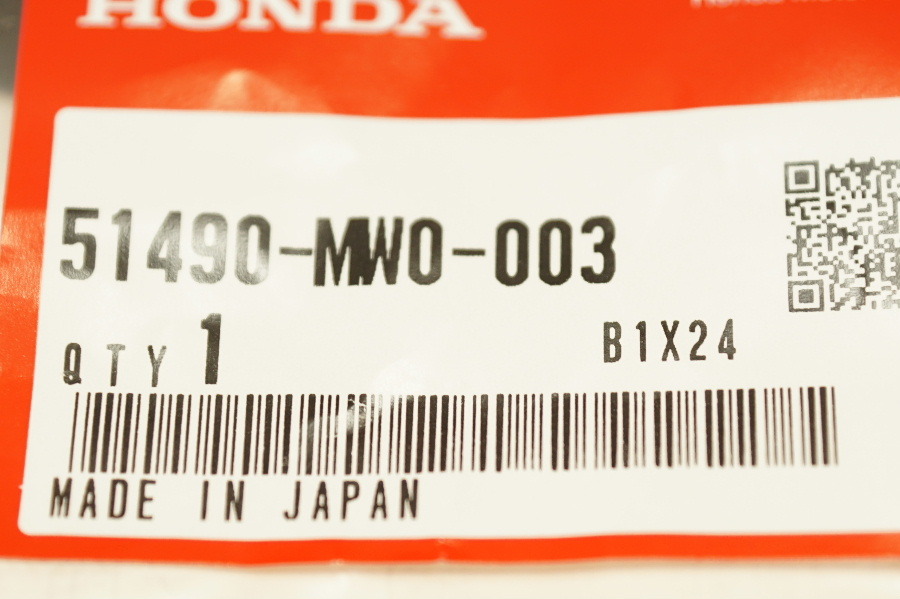 HONDA
51490-MW0-003
QTY 1
B1X24
MADE IN JAPAN